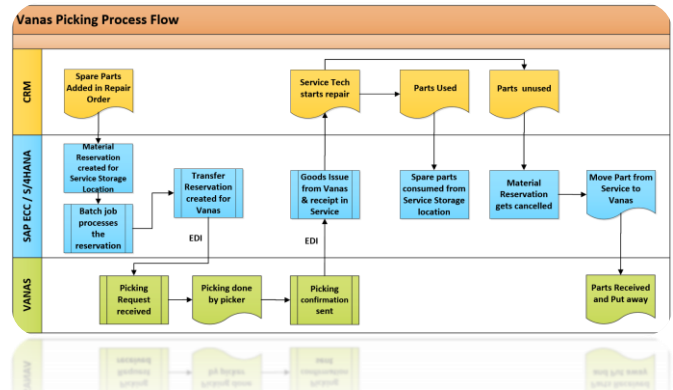 Vanas Picking Process Flow
CRM
Spare Parts
Added in Repair
Order
Service Tech
starts repair
Parts Used
Parts unused
SAP ECC / S/4HANA
Material
Reservation
created for
Service Storage
Location
Batch job
processes
the
reservation
Transfer
Reservation
created for
Vanas
EDI
Goods Issue
from Vanas
& receipt in
Service
EDI
Spare parts
consumed from
Service Storage
location
Material
Reservation
gets cancelled
Move Part from
Service to
Vanas
VANAS
Picking
Request
received
Picking done
by picker
Picking
confirmation
sent
Parts Received
and Put away